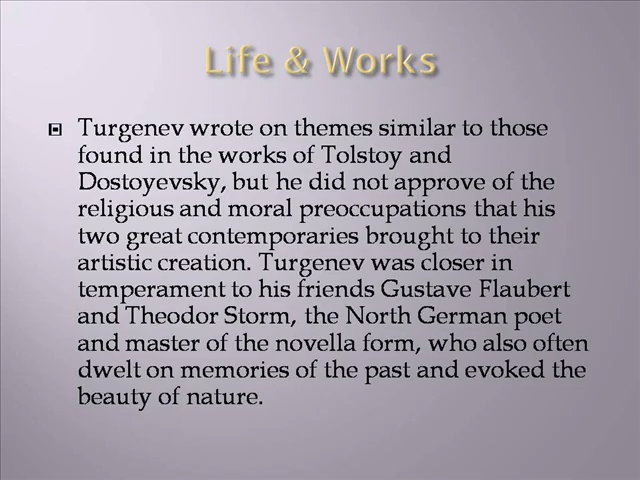 Life & Works
Turgenev wrote on themes similar to those
found in the works of Tolstoy and
Dostoyevsky, but he did not approve of the
religious and moral preoccupations that his
two great contemporaries brought to their
artistic creation. Turgenev was closer in
temperament to his friends Gustave Flaubert
and Theodor Storm, the North German poet
and master of the novella form, who also often
dwelt on memories of the past and evoked the
beauty of nature.